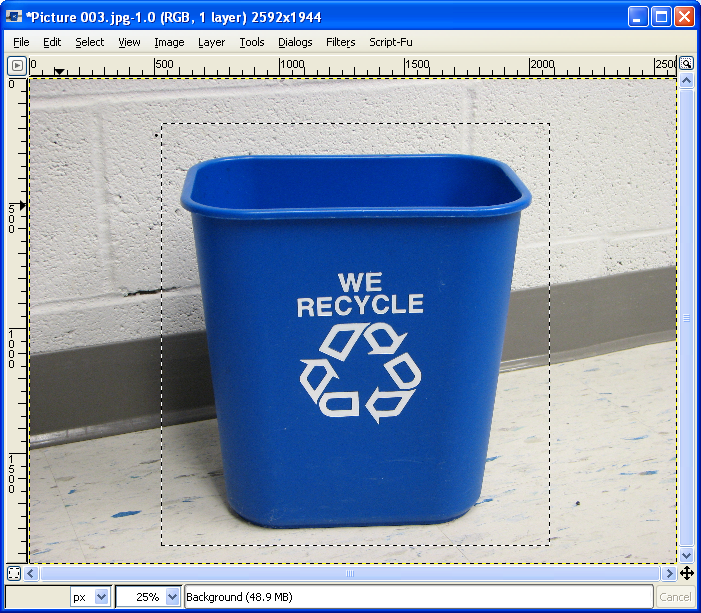 *Picture 003.jpg-1.0 (RGB, 1 layer) 2592x1944
File Edit Select View Image Layer Tools Dialogs Filters Script-Fu
0 500 1000 1500 2000 2500
0
500
1000
1500
WE
RECYCLE
px 25% Background (48.9 MB) Cancel